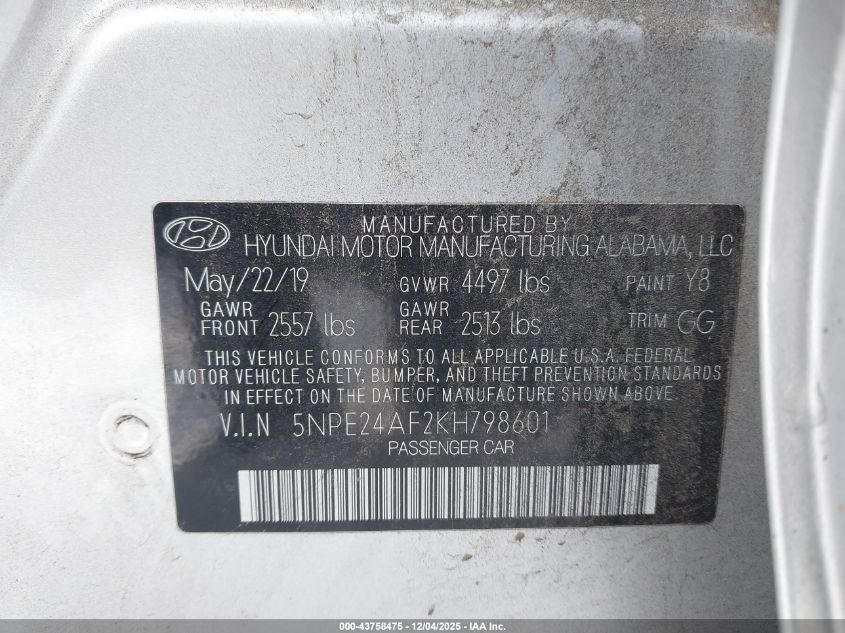 MANUFACTURED BY
HYUNDAI MOTOR MANUFACTURING ALABAMA, LLC
May/22/19 GVWR 4497 lbs PAINT Y8
GAWR FRONT 2557 lbs GAWR REAR 2513 lbs TRIM GG
THIS VEHICLE CONFORMS TO ALL APPLICABLE U.S.A. FEDERAL
MOTOR VEHICLE SAFETY, BUMPER, AND THEFT PREVENTION STANDARDS
IN EFFECT ON THE DATE OF MANUFACTURE SHOWN ABOVE.
V.I.N 5NPE24AF2KH798601
PASSENGER CAR
000-43758475 - 12/04/2025 - IAA Inc.